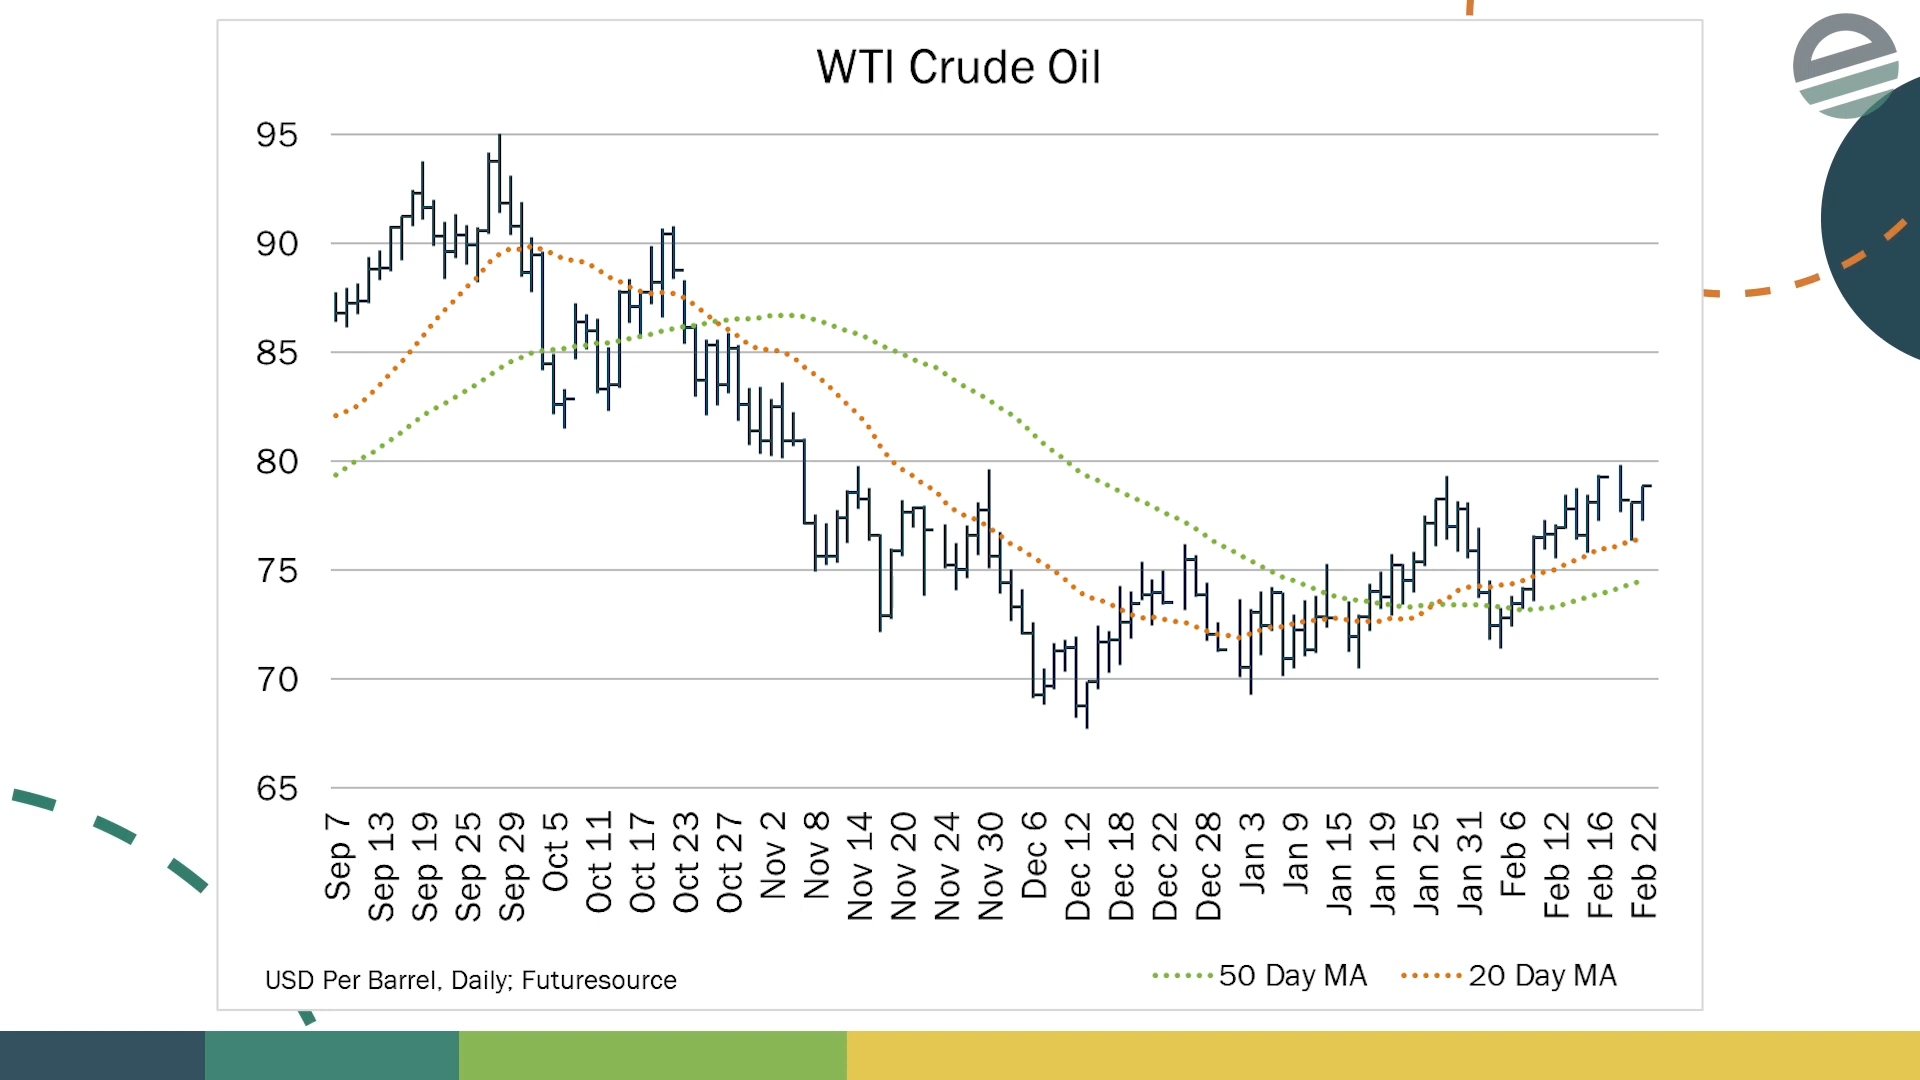 WTI Crude Oil
95
90
85
80
75
70
65
Sep 7
Sep 13
Sep 19
Sep 25
Sep 29
Oct 5
Oct 11
Oct 17
Oct 23
Oct 27
Nov 2
Nov 8
Nov 14
Nov 20
Nov 24
Nov 30
Dec 6
Dec 12
Dec 18
Dec 22
Dec 28
Jan 3
Jan 9
Jan 15
Jan 19
Jan 25
Jan 31
Feb 6
Feb 12
Feb 16
Feb 22
USD Per Barrel, Daily; Futuresource
50 Day MA
20 Day MA